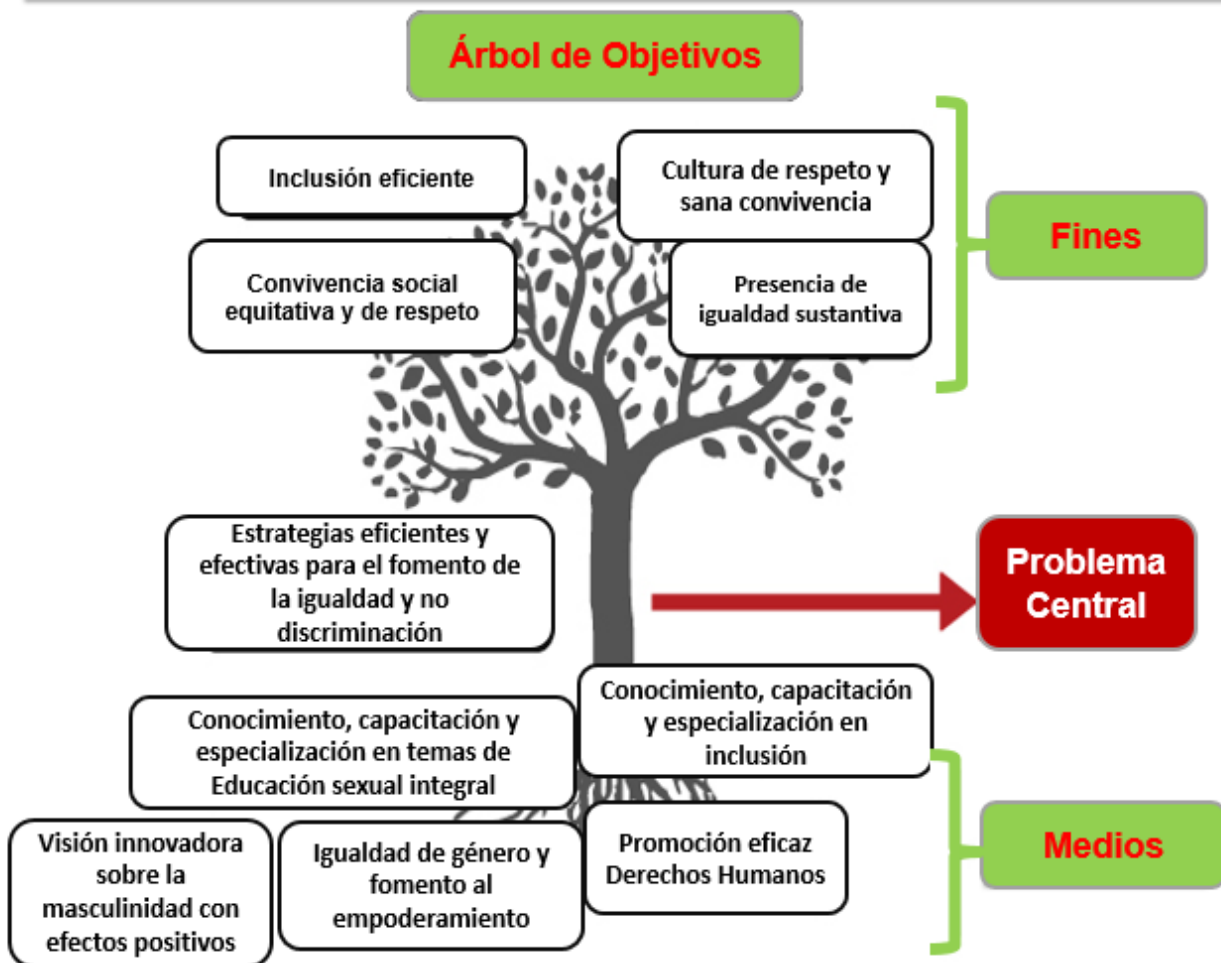 Árbol de Objetivos
Inclusión eficiente
Cultura de respeto y
sana convivencia
Fines
Convivencia social
equitativa y de respeto
Presencia de
igualdad sustantiva
Estrategias eficientes y
efectivas para el fomento de
la igualdad y no
discriminación
Problema
Central
Conocimiento, capacitación
y especialización en
inclusión
Conocimiento, capacitación y
especialización en temas de
Educación sexual integral
Medios
Visión innovadora
sobre la
masculinidad con
efectos positivos
Igualdad de género y
fomento al
empoderamiento
Promoción eficaz
Derechos Humanos